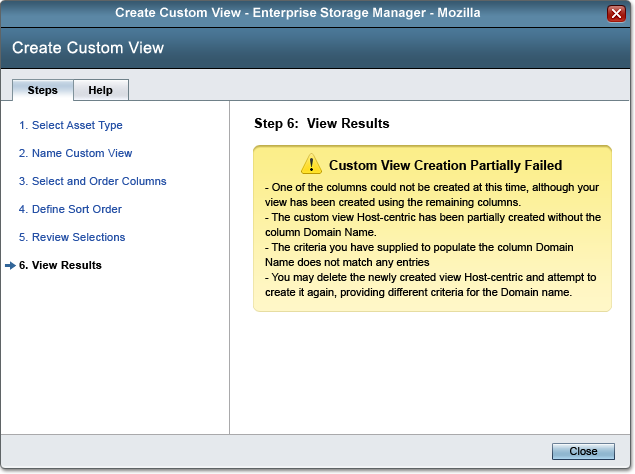 Create Custom View - Enterprise Storage Manager - Mozilla
Create Custom View
Steps
Help
1. Select Asset Type
2. Name Custom View
3. Select and Order Columns
4. Define Sort Order
5. Review Selections
6. View Results
Step 6: View Results
Custom View Creation Partially Failed
- One of the columns could not be created at this time, although your
view has been created using the remaining columns.
- The custom view Host-centric has been partially created without the
column Domain Name.
- The criteria you have supplied to populate the column Domain
Name does not match any entries
- You may delete the newly created view Host-centric and attempt to
create it again, providing different criteria for the Domain name.
Close